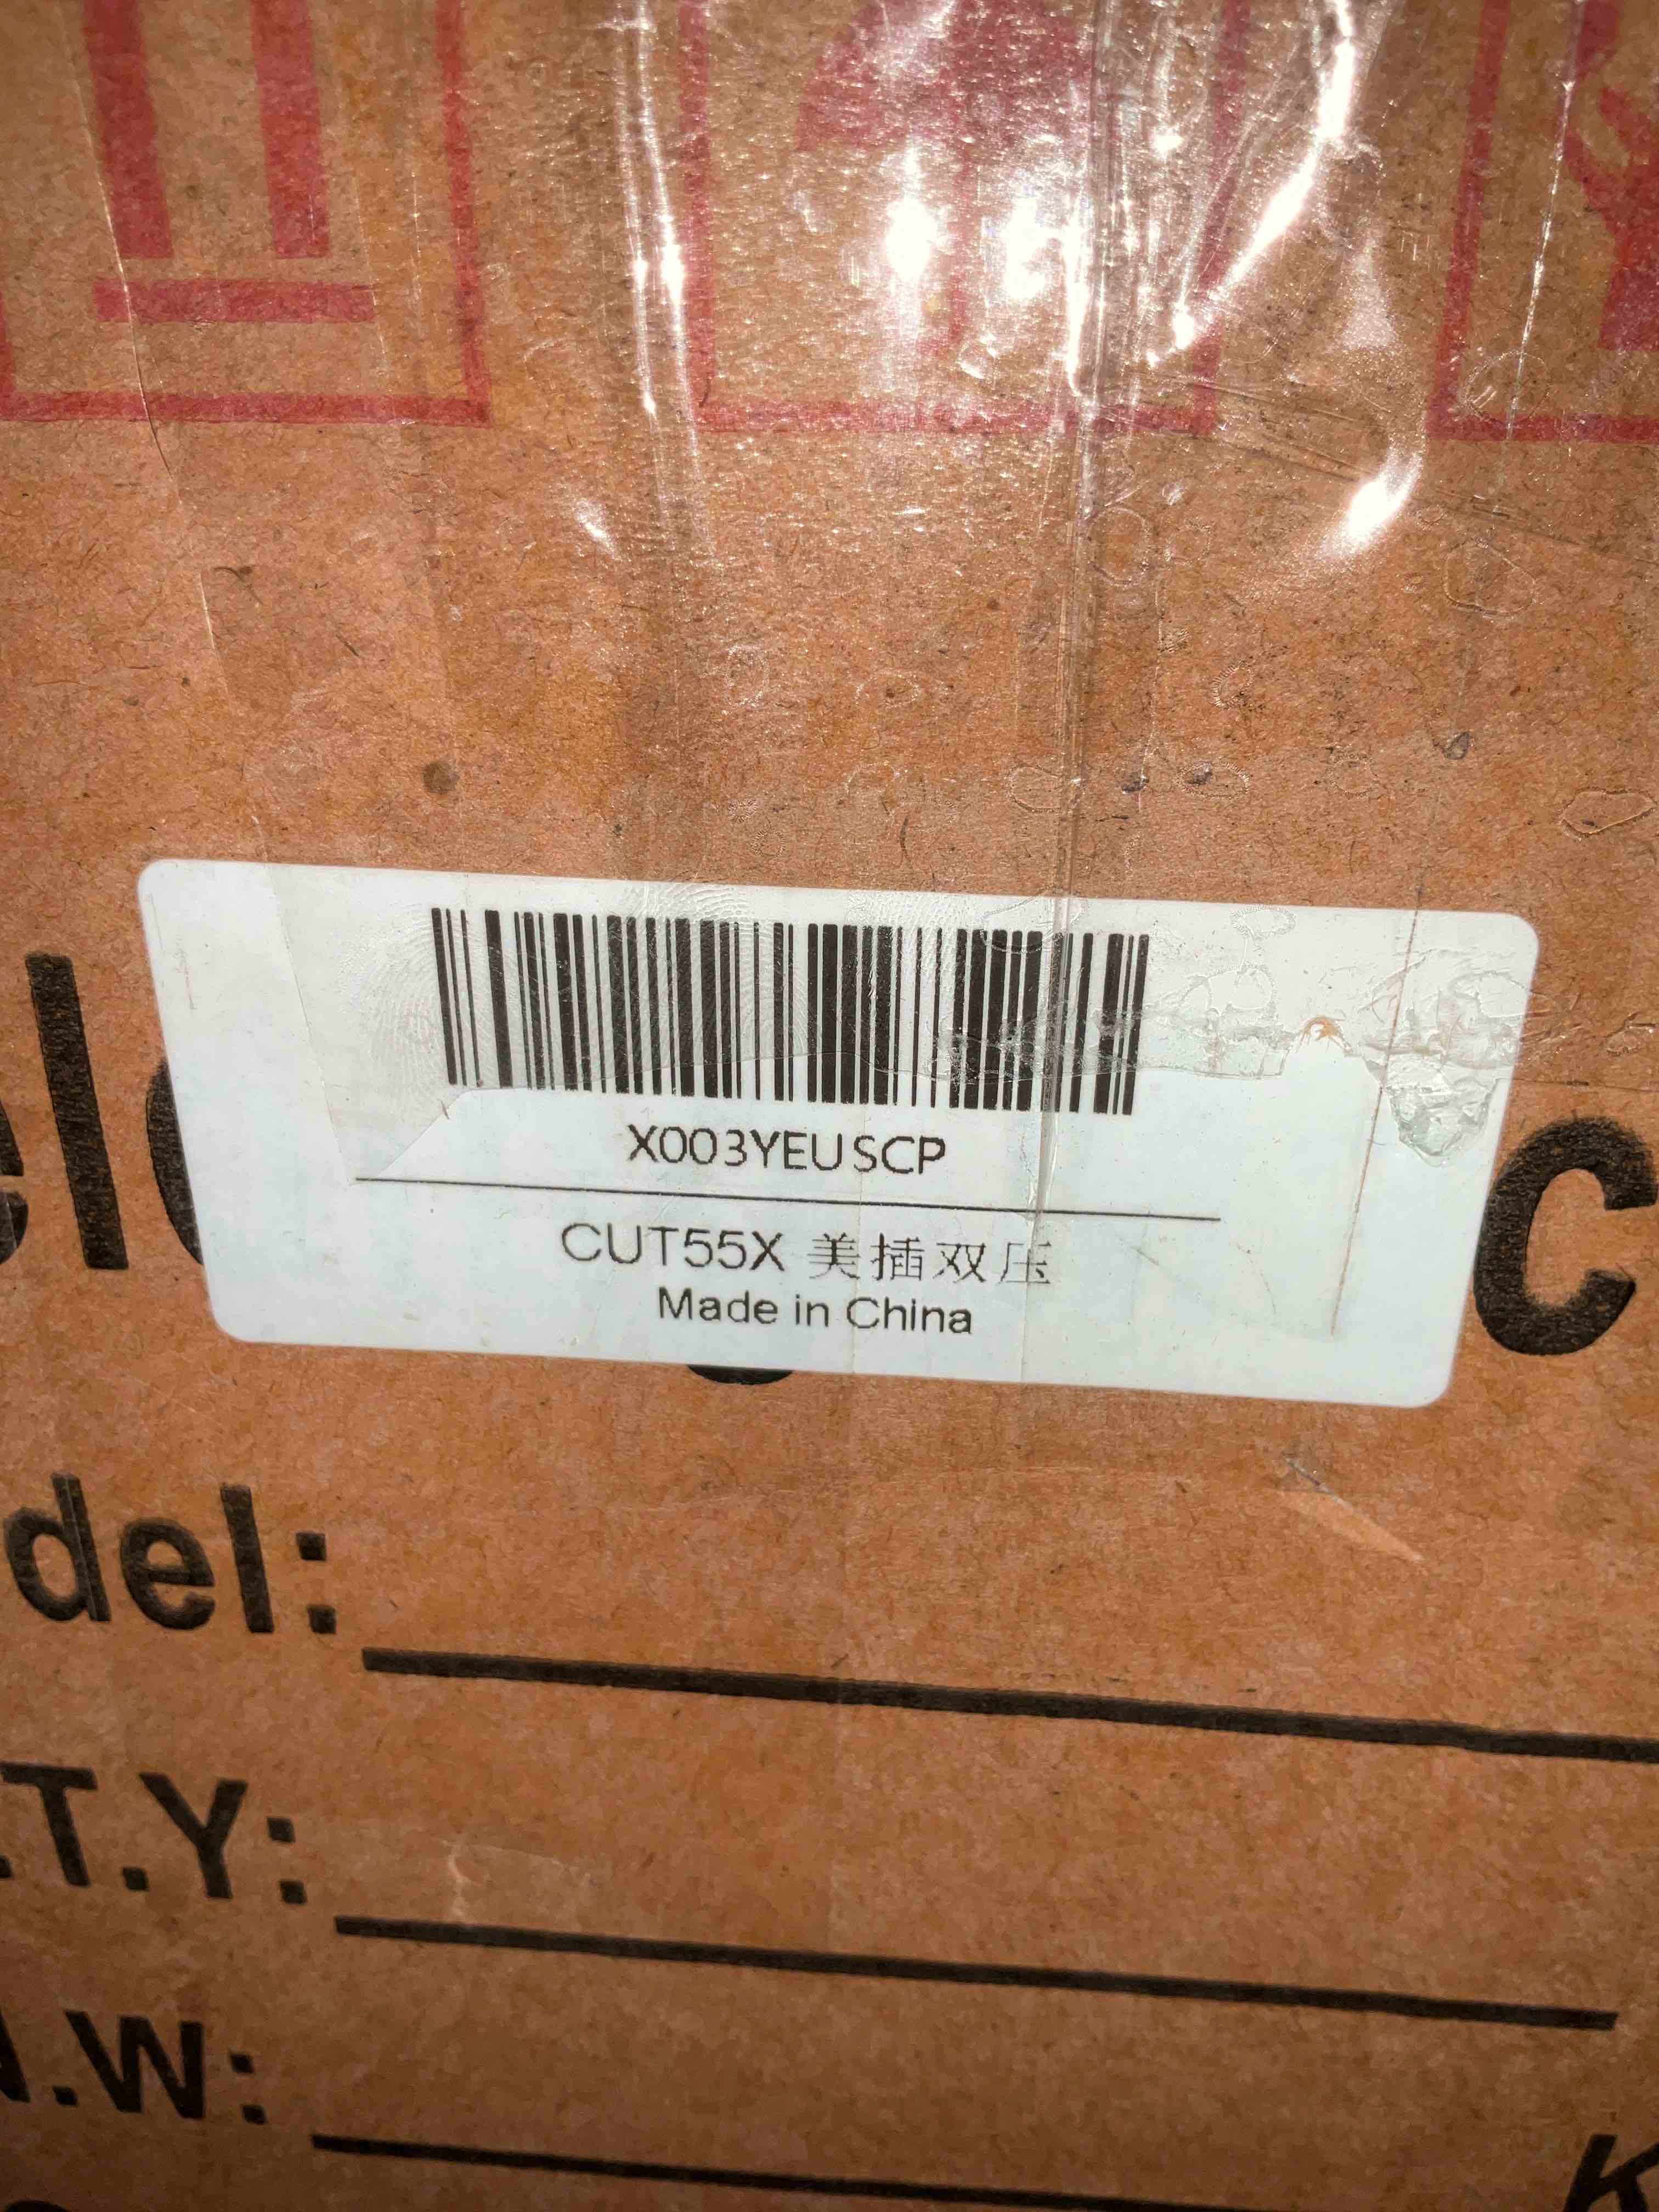 X003YEUSCP
CUT55X 美插双压
Made in China
del:
.T.Y:
.W:
K